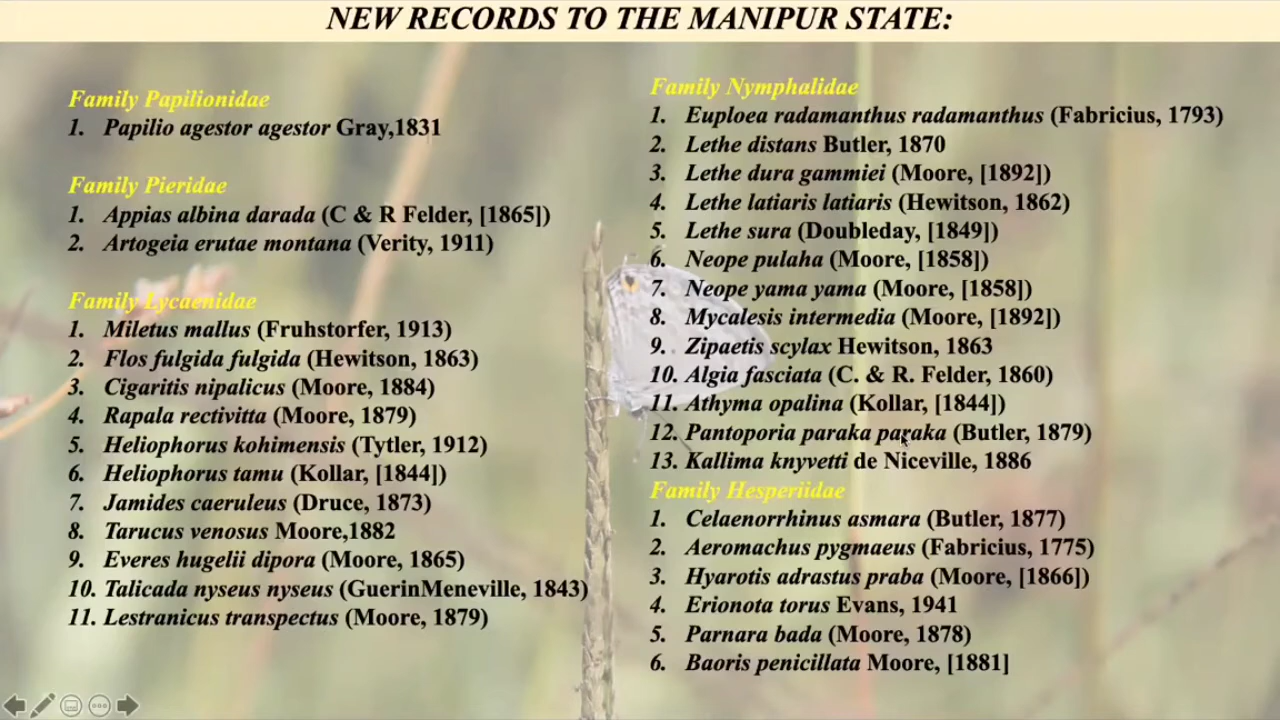 NEW RECORDS TO THE MANIPUR STATE:
Family Papilionidae
1. Papilio agestor agestor Gray,1831
Family Pieridae
1. Appias albina darada (C & R Felder, [1865])
2. Artogeia erutae montana (Verity, 1911)
Family Lycaenidae
1. Miletus mallus (Fruhstorfer, 1913)
2. Flos fulgida fulgida (Hewitson, 1863)
3. Cigaritis nipalicus (Moore, 1884)
4. Rapala rectivitta (Moore, 1879)
5. Heliophorus kohimensis (Tytler, 1912)
6. Heliophorus tamu (Kollar, [1844])
7. Jamides caeruleus (Druce, 1873)
8. Tarucus venosus Moore,1882
9. Everes hugelii dipora (Moore, 1865)
10. Talicada nyseus nyseus (GuerinMeneville, 1843)
11. Lestranicus transpectus (Moore, 1879)
Family Nymphalidae
1. Euploea radamanthus radamanthus (Fabricius, 1793)
2. Lethe distans Butler, 1870
3. Lethe dura gammiei (Moore, [1892])
4. Lethe latiaris latiaris (Hewitson, 1862)
5. Lethe sura (Doubleday, [1849])
6. Neope pulaha (Moore, [1858])
7. Neope yama yama (Moore, [1858])
8. Mycalesis intermedia (Moore, [1892])
9. Zipaetis scylax Hewitson, 1863
10. Algia fasciata (C. & R. Felder, 1860)
11. Athyma opalina (Kollar, [1844])
12. Pantoporia paraka paraka (Butler, 1879)
13. Kallima knyvetti de Niceville, 1886
Family Hesperiidae
1. Celaenorrhinus asmara (Butler, 1877)
2. Aeromachus pygmaeus (Fabricius, 1775)
3. Hyarotis adrastus praba (Moore, [1866])
4. Erionota torus Evans, 1941
5. Parnara bada (Moore, 1878)
6. Baoris penicillata Moore, [1881]